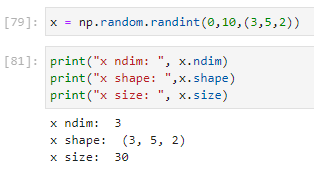 [79]: x = np.random.randint(0,10,(3,5,2))
[81]: print("x ndim: ", x.ndim)
print("x shape: ",x.shape)
print("x size: ", x.size)
x ndim:  3
x shape:  (3, 5, 2)
x size:  30